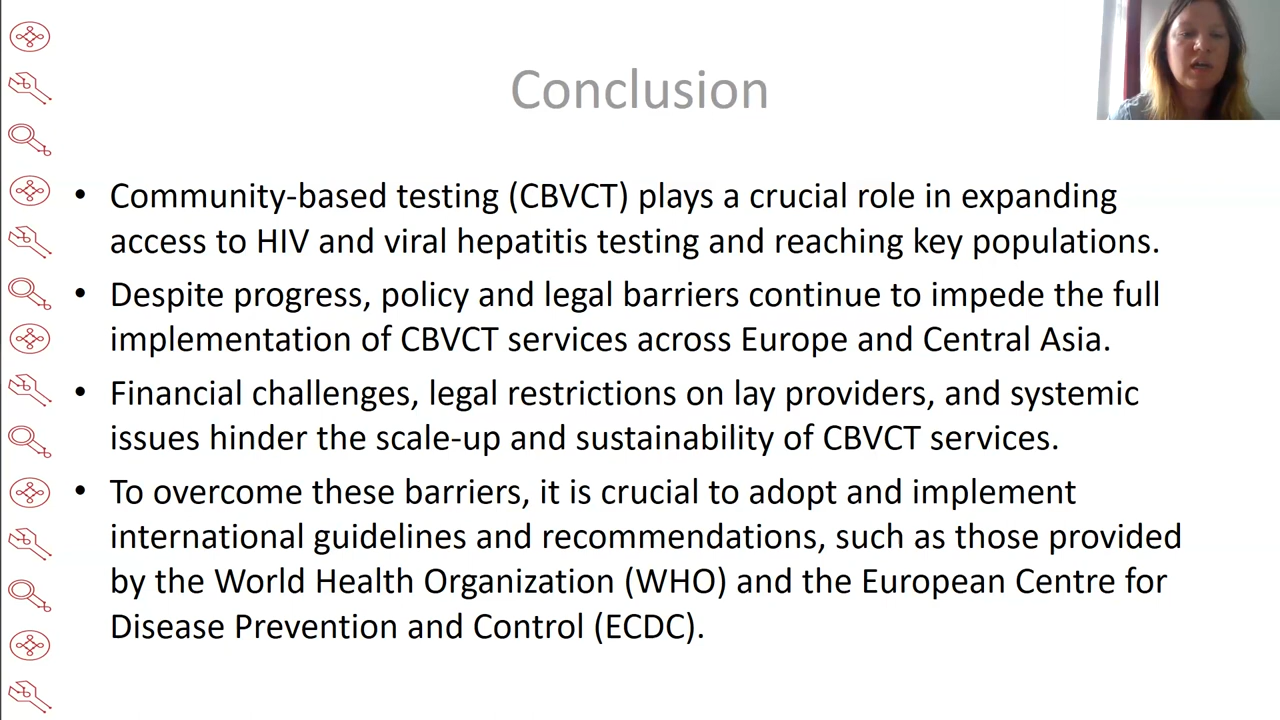 Conclusion
• Community-based testing (CBVCT) plays a crucial role in expanding
access to HIV and viral hepatitis testing and reaching key populations.
• Despite progress, policy and legal barriers continue to impede the full
implementation of CBVCT services across Europe and Central Asia.
• Financial challenges, legal restrictions on lay providers, and systemic
issues hinder the scale-up and sustainability of CBVCT services.
• To overcome these barriers, it is crucial to adopt and implement
international guidelines and recommendations, such as those provided
by the World Health Organization (WHO) and the European Centre for
Disease Prevention and Control (ECDC).